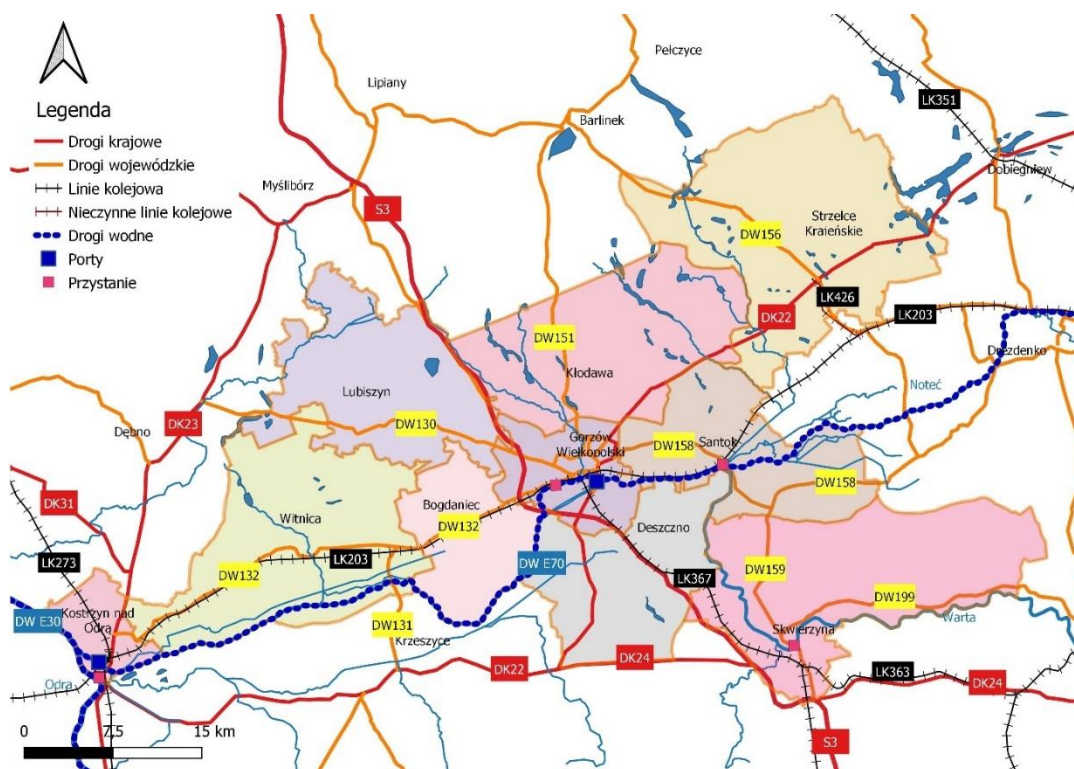 Legenda
Drogi krajowe
Drogi wojewódzkie
Linie kolejowa
Nieczynne linie kolejowe
Drogi wodne
Porty
Przystanie
Pełczyce
Lipiany
LK351
Barlinek
Dobiegniew
Myślibórz
S3
Strzelce
Kraieńskie
DW156
LK426
DK22
LK203
DW151
Drezdenko
Kłodawa
Noteć
Lubiszyn
DK23
DW130
Dębno
Gorzów
Wielkopolski
DW158
Santok
DW158
DK31
Bogdaniec
DW132
Witnica
Deszczno
LK273
LK203
DW E70
DW132
LK367
DW159
DW199
Kostrzyn nad
Odrą
DW E30
DW131
Krzeszyce
Skwierzyna
Warta
Odra
DK22
DK24
LK363
DK24
0
7,5
15 km
S3